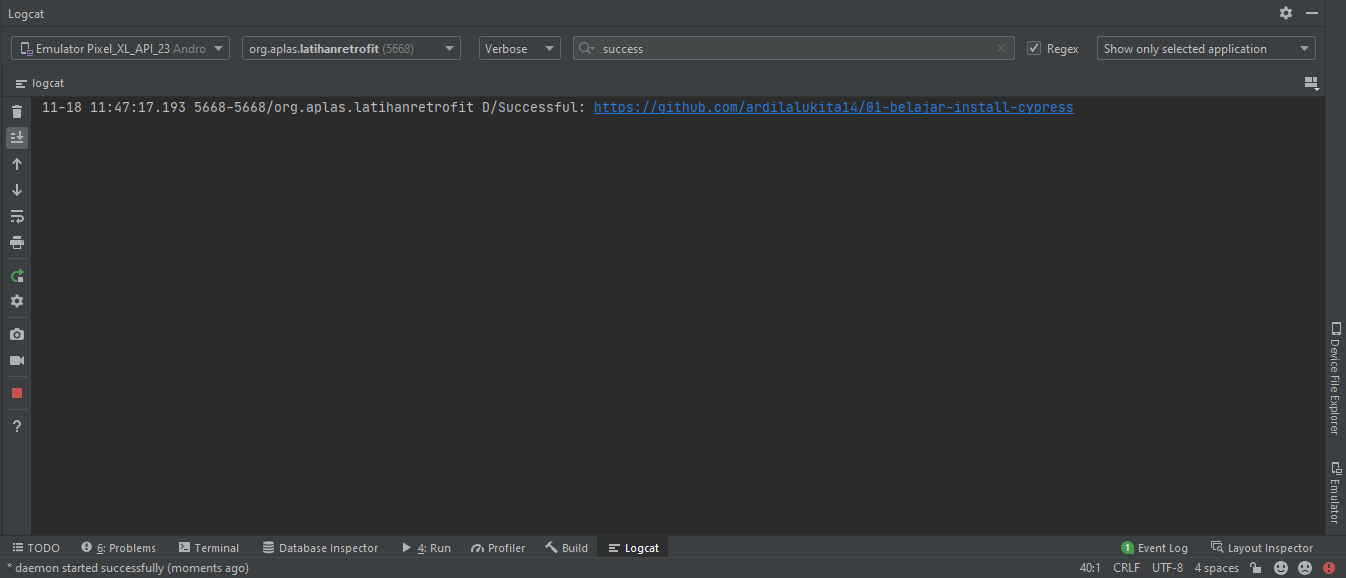 Logcat
Emulator Pixel_XL_API_23 Andro org.aplas.latihanretrofit (5668) Verbose success Regex Show only selected application
logcat
11-18 11:47:17.193 5668-5668/org.aplas.latihanretrofit D/Successful: https://github.com/ardilalukita14/01-belajar-install-cypress
?
Device File Explorer
Emulator
TODO 6: Problems Terminal Database Inspector 4: Run Profiler Build Logcat 1 Event Log Layout Inspector
* daemon started successfully (moments ago) 40:1 CRLF UTF-8 4 spaces